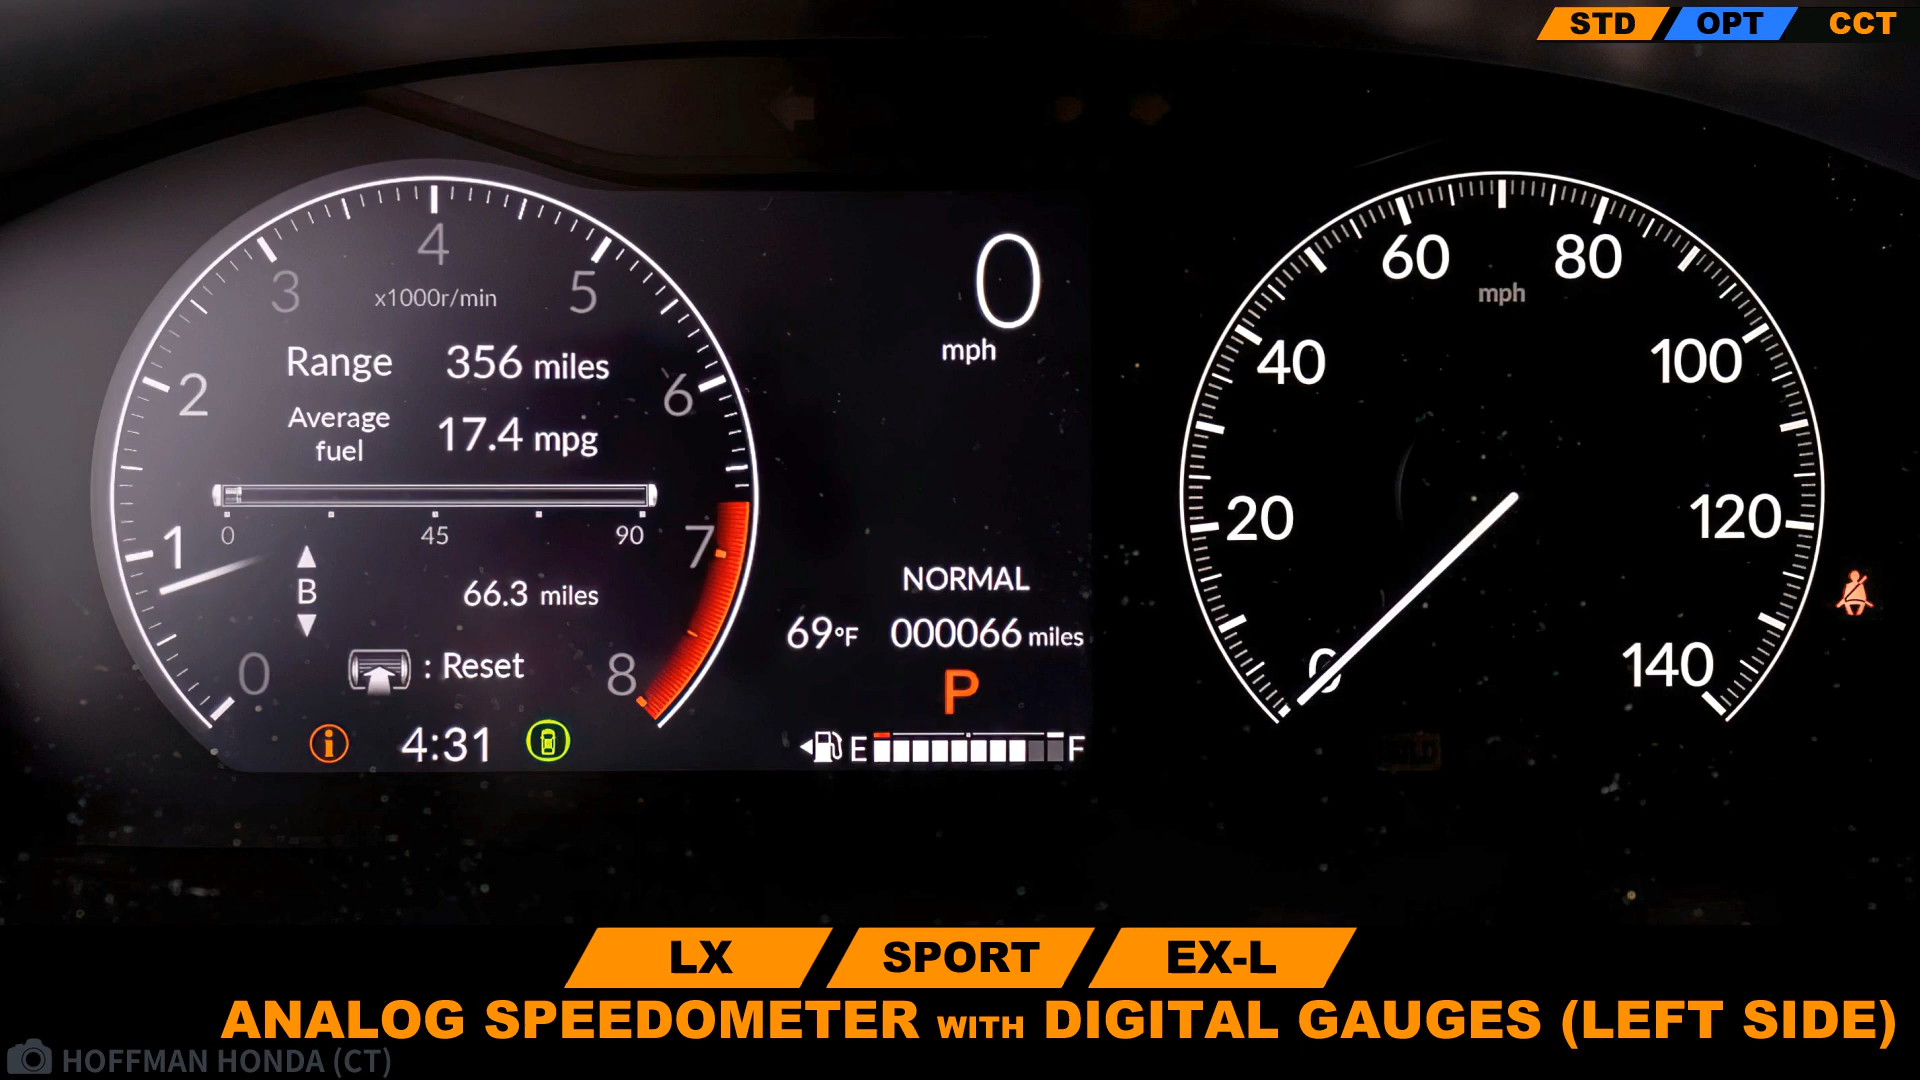 STD OPT CCT
4
3 5
x1000r/min
Range 356 miles
2 6
Average
fuel
17.4 mpg
0 45 90
1 7
B
66.3 miles
0 8
: Reset
4:31
0
mph
NORMAL
69°F 000066 miles
P
E F
60 80
mph
40 100
20 120
0 140
LX SPORT EX-L
ANALOG SPEEDOMETER WITH DIGITAL GAUGES (LEFT SIDE)
HOFFMAN HONDA (CT)